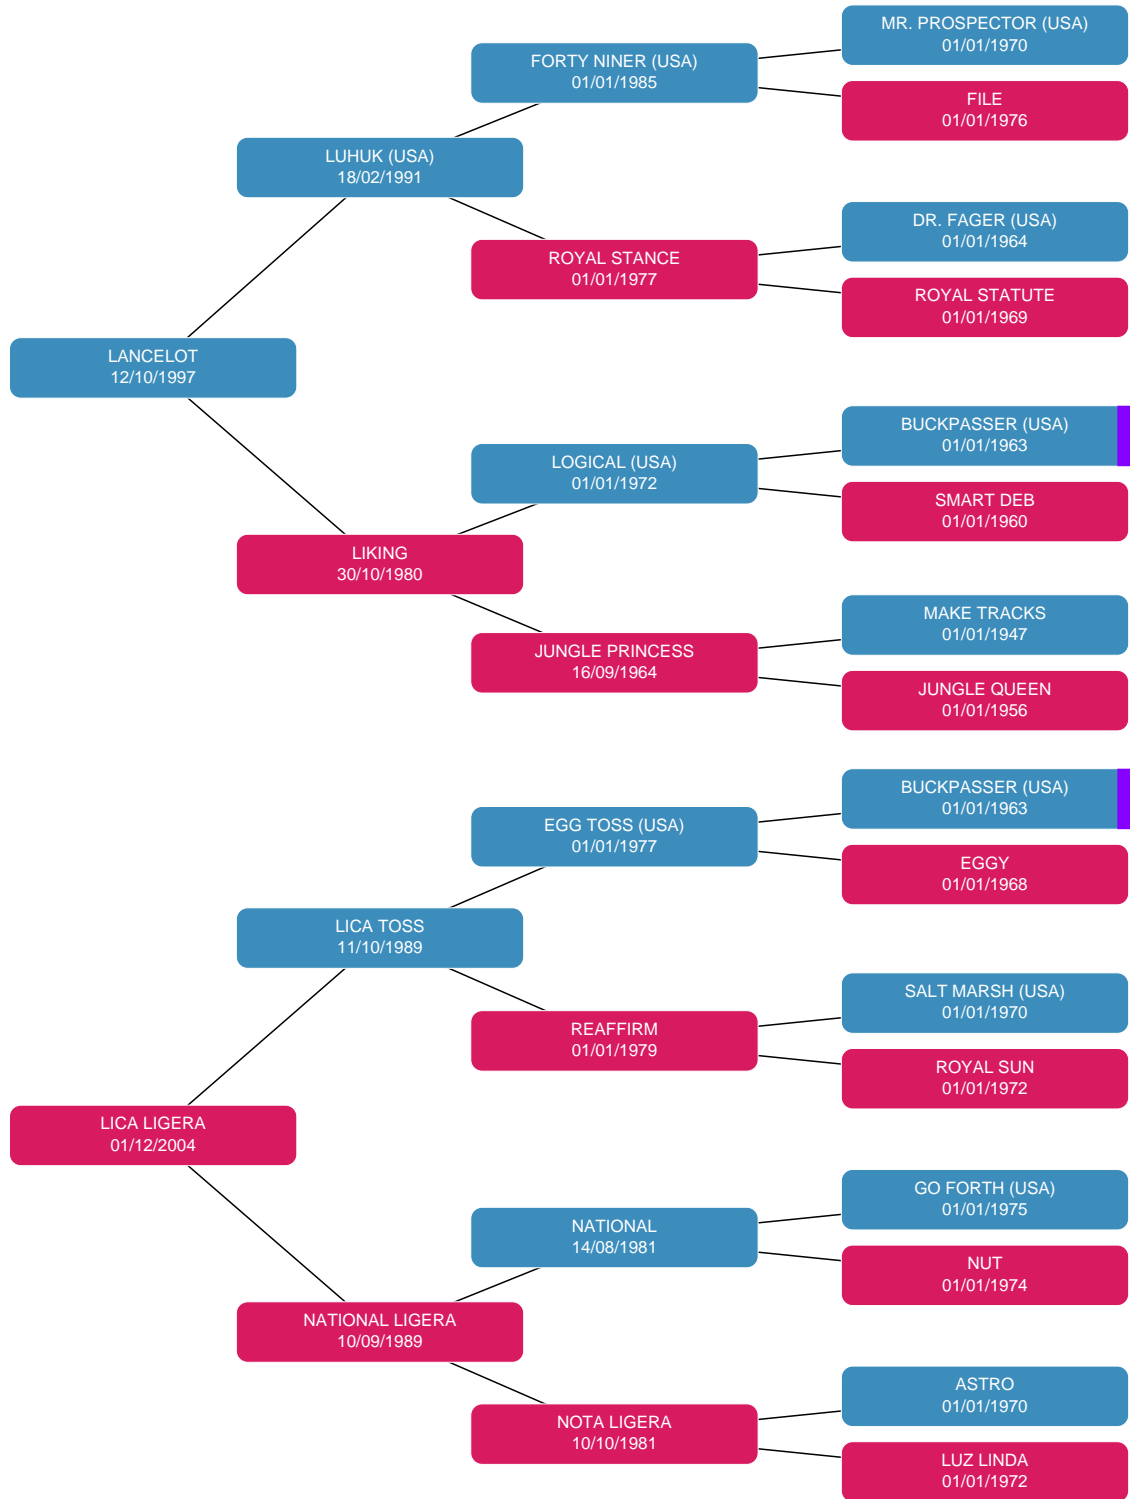 MR. PROSPECTOR (USA)
01/01/1970
FORTY NINER (USA)
01/01/1985
FILE
01/01/1976
LUHUK (USA)
18/02/1991
DR. FAGER (USA)
01/01/1964
ROYAL STANCE
01/01/1977
ROYAL STATUTE
01/01/1969
LANCELOT
12/10/1997
BUCKPASSER (USA)
01/01/1963
LOGICAL (USA)
01/01/1972
SMART DEB
01/01/1960
LIKING
30/10/1980
MAKE TRACKS
01/01/1947
JUNGLE PRINCESS
16/09/1964
JUNGLE QUEEN
01/01/1956
BUCKPASSER (USA)
01/01/1963
EGG TOSS (USA)
01/01/1977
EGGY
01/01/1968
LICA TOSS
11/10/1989
SALT MARSH (USA)
01/01/1970
REAFFIRM
01/01/1979
ROYAL SUN
01/01/1972
LICA LIGERA
01/12/2004
GO FORTH (USA)
01/01/1975
NATIONAL
14/08/1981
NUT
01/01/1974
NATIONAL LIGERA
10/09/1989
ASTRO
01/01/1970
NOTA LIGERA
10/10/1981
LUZ LINDA
01/01/1972